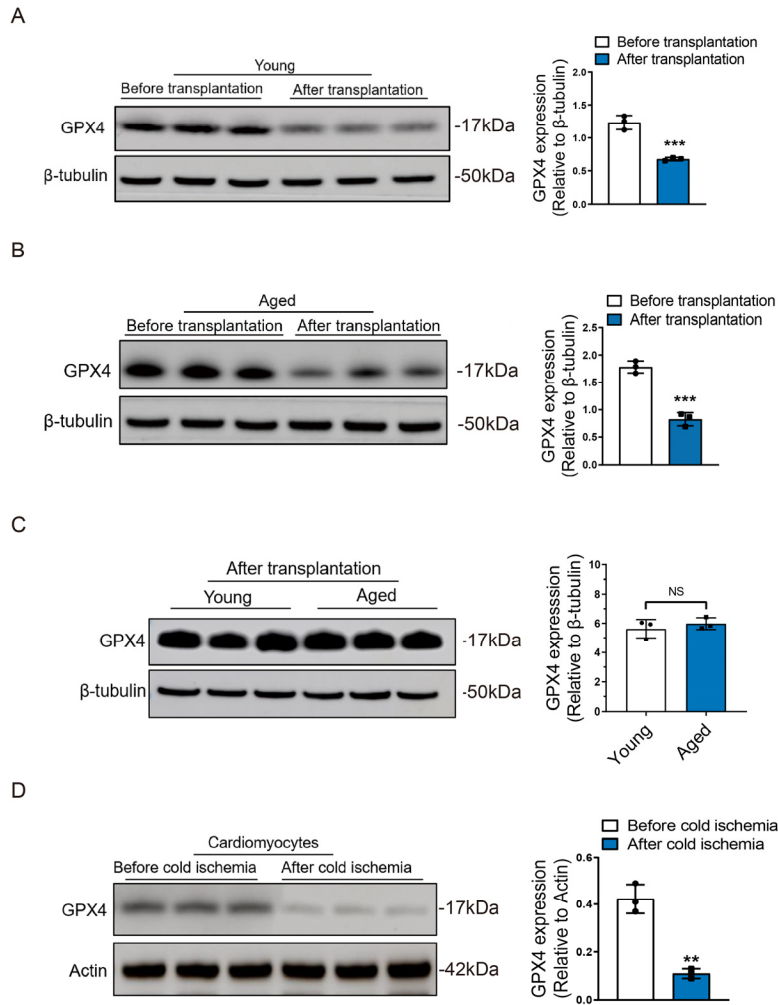 A
Young
Before transplantation After transplantation
GPX4 -17kDa
β-tubulin -50kDa
Before transplantation
After transplantation
GPX4 expression
(Relative to β-tubulin)
2.0
1.5
1.0
0.5
0.0
***
B
Aged
Before transplantation After transplantation
GPX4 -17kDa
β-tubulin -50kDa
Before transplantation
After transplantation
GPX4 expression
(Relative to β-tubulin)
2.5
2.0
1.5
1.0
0.5
0.0
***
C
After transplantation
Young Aged
GPX4 -17kDa
β-tubulin -50kDa
GPX4 expresssion
(Relative to β-tubulin)
10
8
6
4
2
0
NS
Young Aged
D
Cardiomyocytes
Before cold ischemia After cold ischemia
GPX4 -17kDa
Actin -42kDa
Before cold ischemia
After cold ischemia
GPX4 expression
(Relative to Actin)
0.6
0.4
0.2
0.0
**